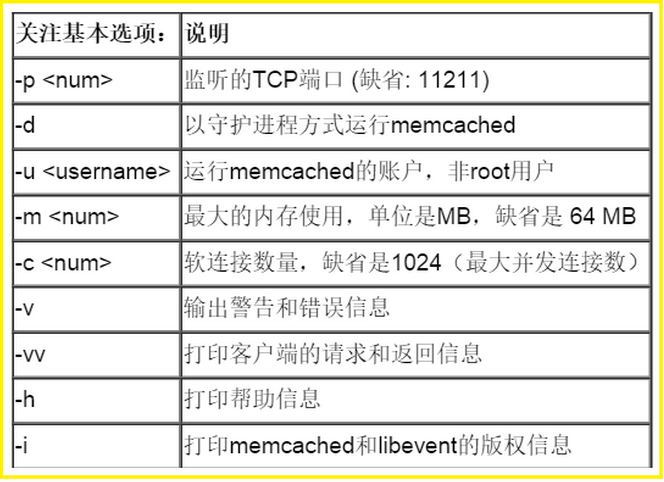 关注基本选项： 说明
-p <num> 监听的TCP端口 (缺省: 11211)
-d 以守护进程方式运行memcached
-u <username> 运行memcached的账户，非root用户
-m <num> 最大的内存使用，单位是MB，缺省是 64 MB
-c <num> 软连接数量，缺省是1024（最大并发连接数）
-v 输出警告和错误信息
-vv 打印客户端的请求和返回信息
-h 打印帮助信息
-i 打印memcached和libevent的版权信息